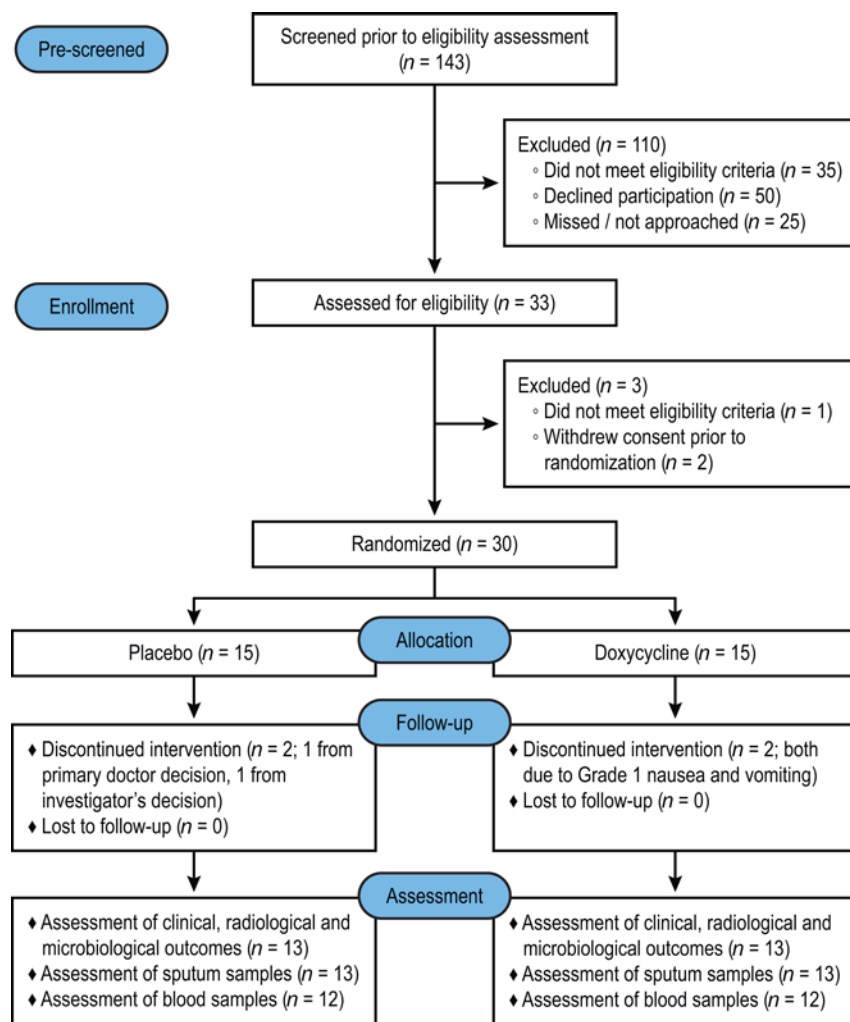 Pre-screened
Screened prior to eligibility assessment
(n = 143)
Excluded (n = 110)
◦ Did not meet eligibility criteria (n = 35)
◦ Declined participation (n = 50)
◦ Missed / not approached (n = 25)
Enrollment
Assessed for eligibility (n = 33)
Excluded (n = 3)
◦ Did not meet eligibility criteria (n = 1)
◦ Withdrew consent prior to
randomization (n = 2)
Randomized (n = 30)
Placebo (n = 15)
Allocation
Doxycycline (n = 15)
Follow-up
♦ Discontinued intervention (n = 2; 1 from
primary doctor decision, 1 from
investigator's decision)
♦ Lost to follow-up (n = 0)
♦ Discontinued intervention (n = 2; both
due to Grade 1 nausea and vomiting)
♦ Lost to follow-up (n = 0)
Assessment
♦ Assessment of clinical, radiological and
microbiological outcomes (n = 13)
♦ Assessment of sputum samples (n = 13)
♦ Assessment of blood samples (n = 12)
♦ Assessment of clinical, radiological and
microbiological outcomes (n = 13)
♦ Assessment of sputum samples (n = 13)
♦ Assessment of blood samples (n = 12)